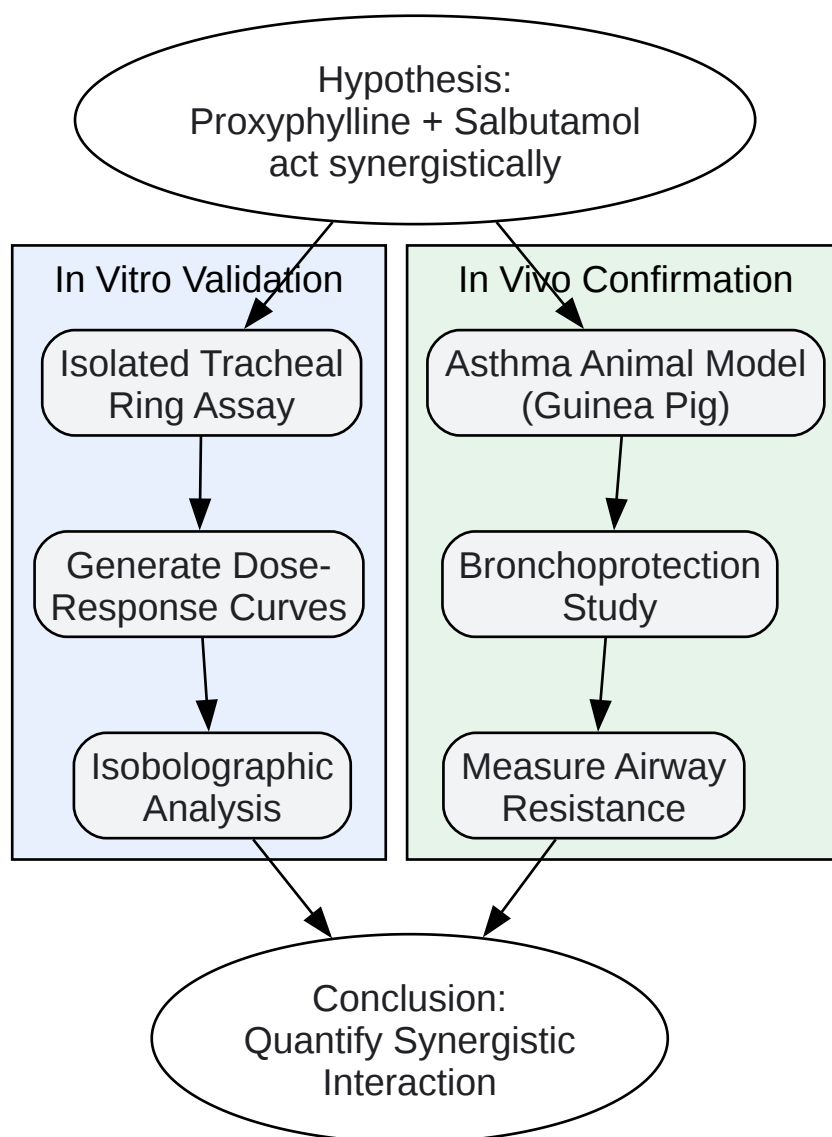 Hypothesis:
Proxyphylline + Salbutamol
act synergistically
In Vitro Validation
Isolated Tracheal
Ring Assay
Generate Dose-
Response Curves
Isobolographic
Analysis
In Vivo Confirmation
Asthma Animal Model
(Guinea Pig)
Bronchoprotection
Study
Measure Airway
Resistance
Conclusion:
Quantify Synergistic
Interaction